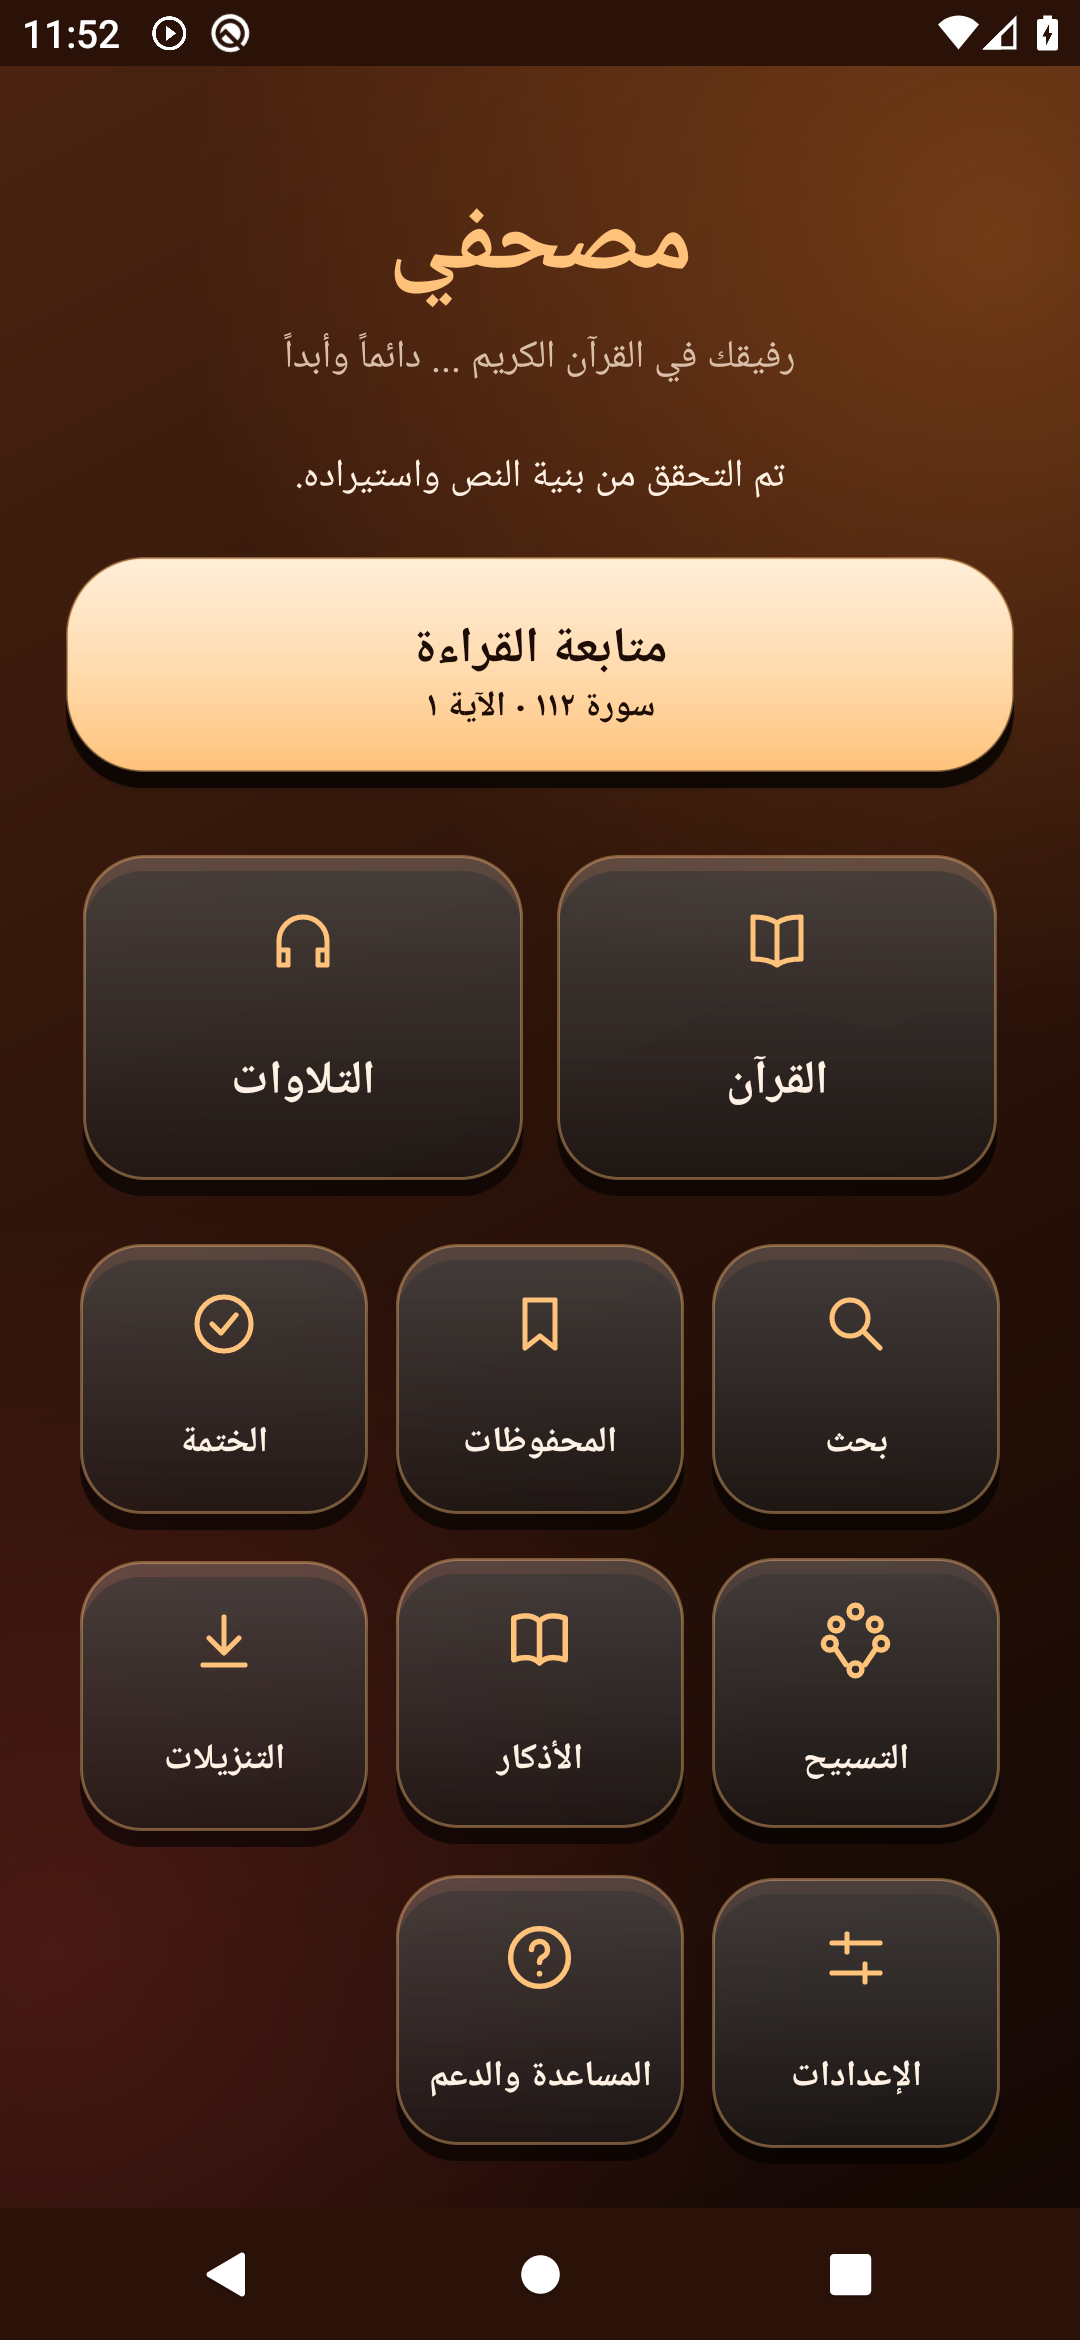 11:52
مصحفي
رفيقك في القرآن الكريم ... دائماً وأبداً
تم التحقق من بنية النص واستيراده.
متابعة القراءة
سورة ١١٢ • الآية ١
القرآن
التلاوات
بحث
المحفوظات
الختمة
التسبيح
الأذكار
التنزيلات
الإعدادات
المساعدة والدعم